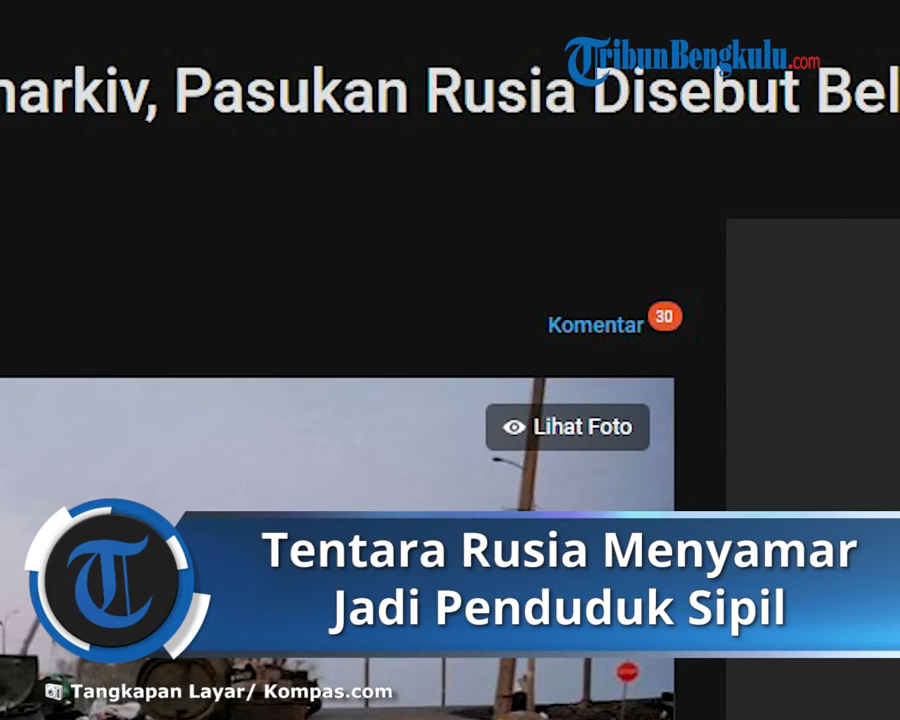 TribunBengkulu.com
harkiv, Pasukan Rusia Disebut Bel
Komentar 30
Lihat Foto
Tentara Rusia Menyamar
Jadi Penduduk Sipil
Tangkapan Layar/ Kompas.com